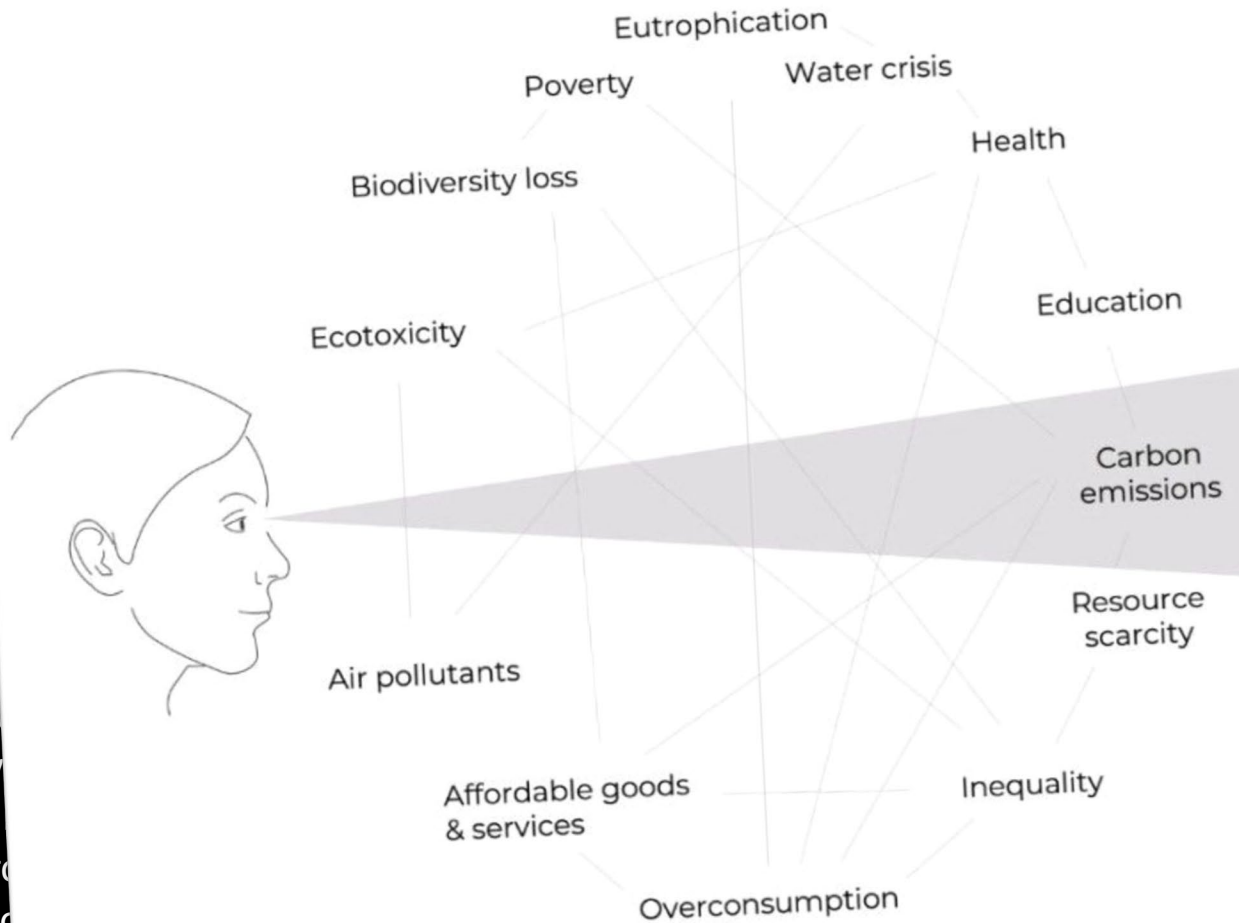 Eutrophication
Poverty
Water crisis
Health
Biodiversity loss
Education
Ecotoxicity
Carbon
emissions
Resource
scarcity
Air pollutants
Affordable goods
& services
Inequality
Overconsumption